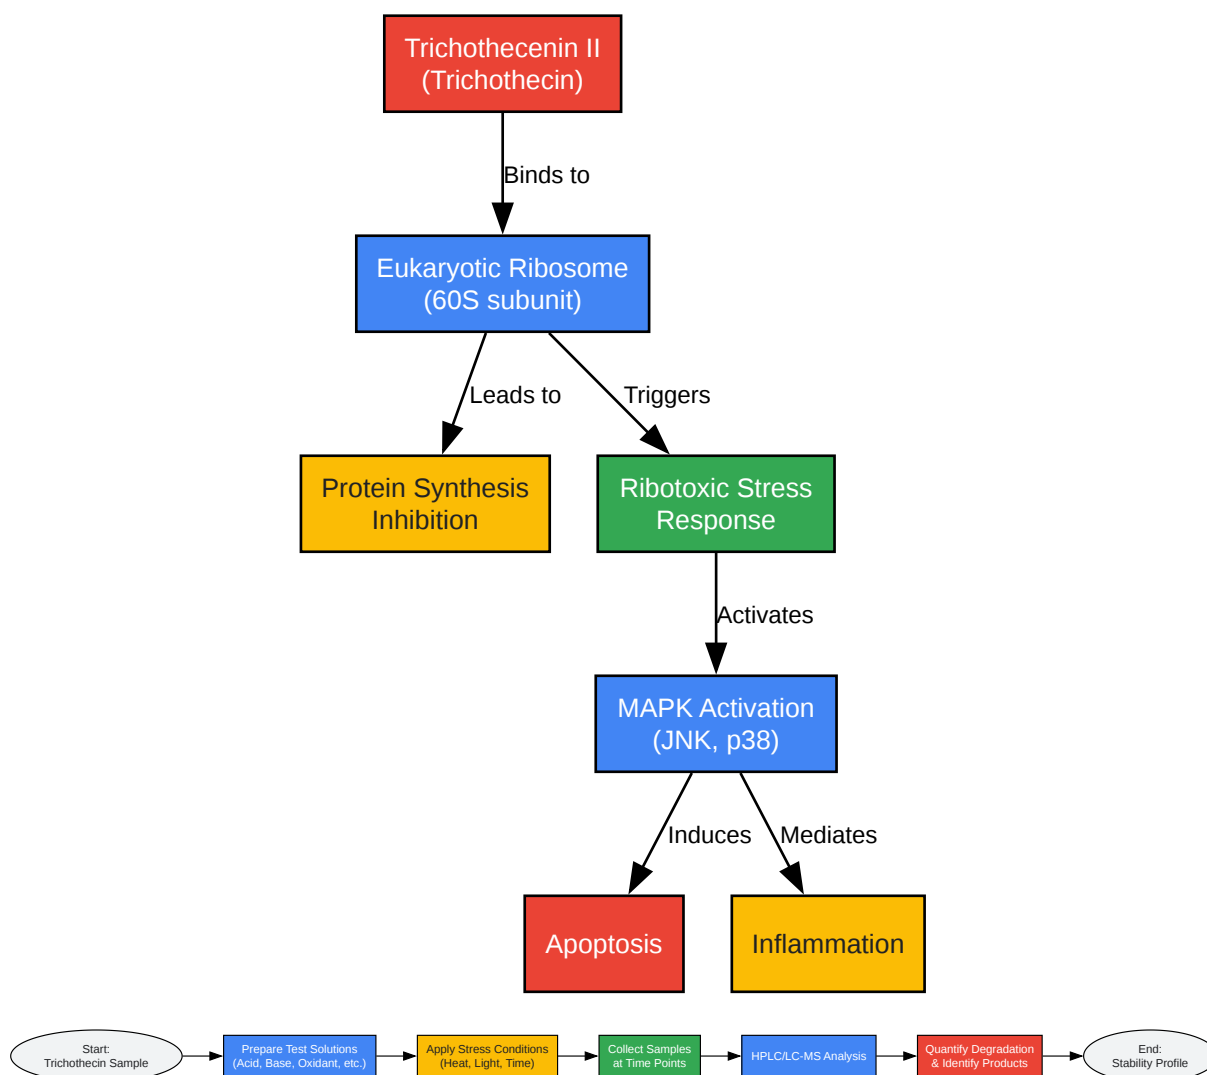 Trichothecenin II
(Trichothecin)
Binds to
Eukaryotic Ribosome
(60S subunit)
Leads to
Triggers
Protein Synthesis
Inhibition
Ribotoxic Stress
Response
Activates
MAPK Activation
(JNK, p38)
Induces
Mediates
Apoptosis
Inflammation
Start:
Trichothecin Sample
Prepare Test Solutions
(Acid, Base, Oxidant, etc.)
Apply Stress Conditions
(Heat, Light, Time)
Collect Samples
at Time Points
HPLC/LC-MS Analysis
Quantify Degradation
& Identify Products
End:
Stability Profile